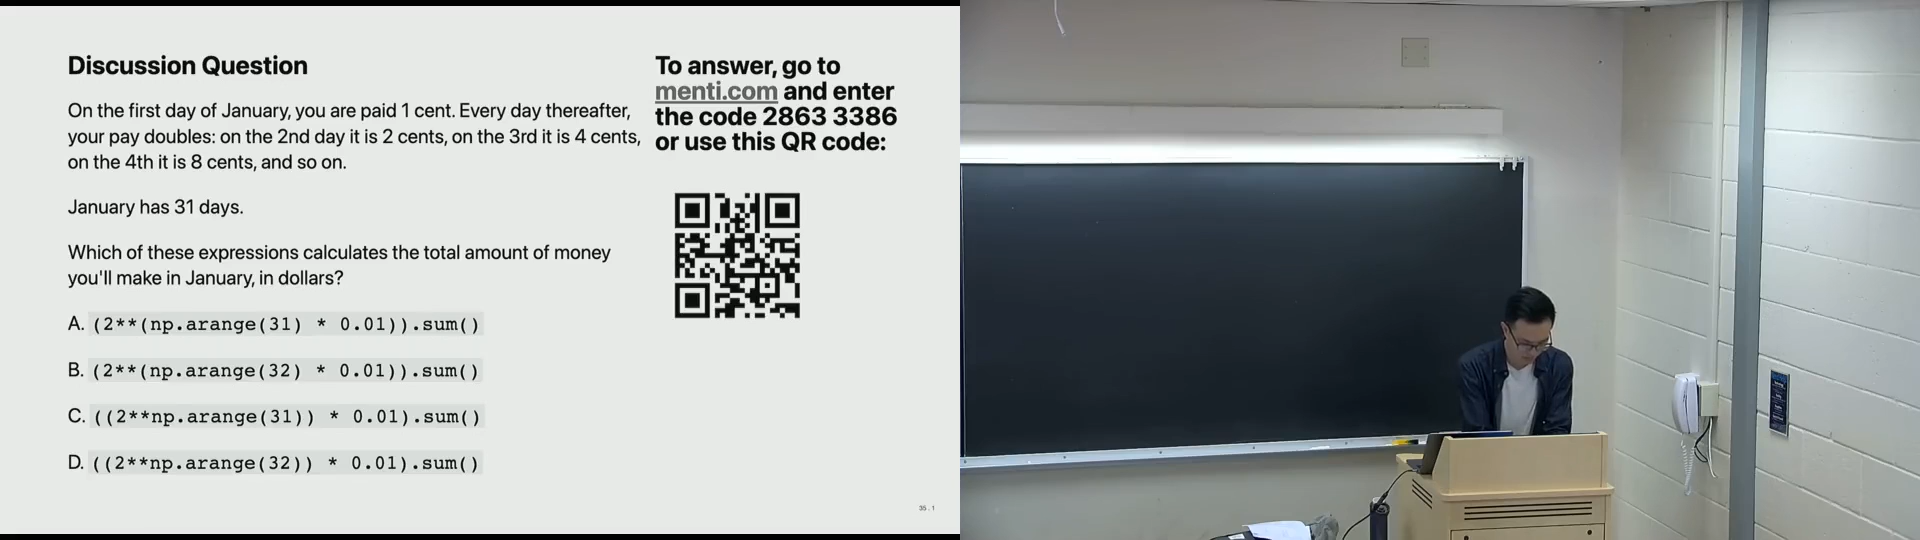 Discussion Question
On the first day of January, you are paid 1 cent. Every day thereafter,
your pay doubles: on the 2nd day it is 2 cents, on the 3rd it is 4 cents,
on the 4th it is 8 cents, and so on.
January has 31 days.
Which of these expressions calculates the total amount of money
you'll make in January, in dollars?
A. (2**(np.arange(31) * 0.01)).sum()
B. (2**(np.arange(32) * 0.01)).sum()
C. ((2**np.arange(31)) * 0.01).sum()
D. ((2**np.arange(32)) * 0.01).sum()
To answer, go to
menti.com and enter
the code 2863 3386
or use this QR code:
35 . 1